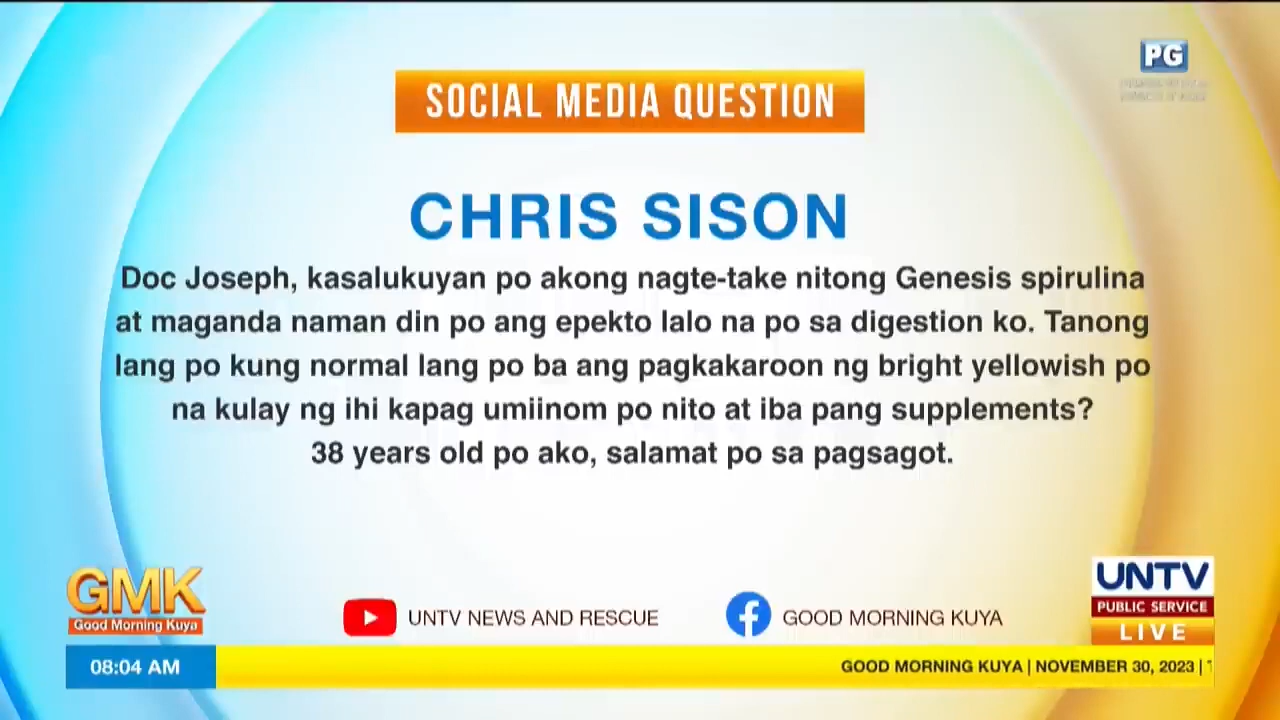 PG
SOCIAL MEDIA QUESTION
CHRIS SISON
Doc Joseph, kasalukuyan po akong nagte-take nitong Genesis spirulina
at maganda naman din po ang epekto lalo na po sa digestion ko. Tanong
lang po kung normal lang po ba ang pagkakaroon ng bright yellowish po
na kulay ng ihi kapag umiinom po nito at iba pang supplements?
38 years old po ako, salamat po sa pagsagot.
GMK
Good Morning Kuya
UNTV NEWS AND RESCUE
GOOD MORNING KUYA
UNTV
PUBLIC SERVICE
LIVE
08:04 AM
GOOD MORNING KUYA | NOVEMBER 30, 2023 |